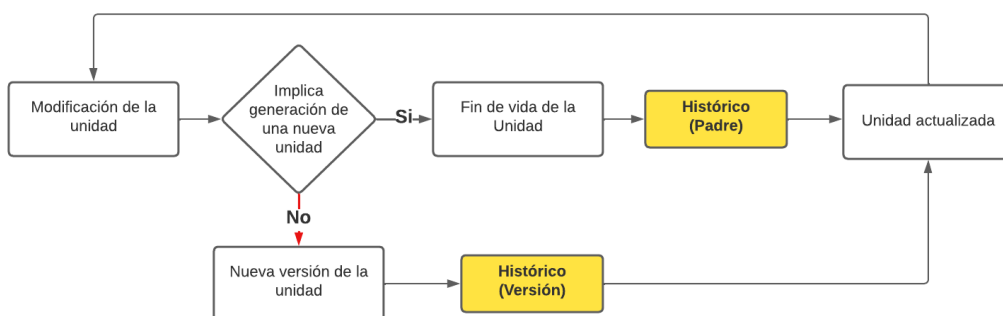 Modificación de la
unidad
Implica
generación de
una nueva
unidad
Si
Fin de vida de la
Unidad
Histórico
(Padre)
Unidad actualizada
No
Nueva versión de la
unidad
Histórico
(Versión)